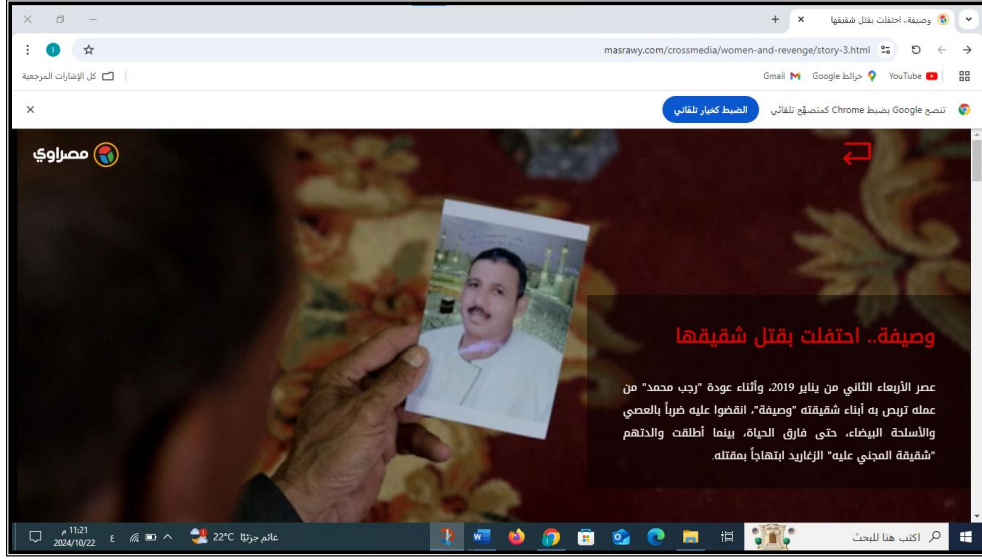 وصيفة.. احتفلت بقتل شقيقها
masrawy.com/crossmedia/women-and-revenge/story-3.html
YouTube
خرائط Google
Gmail
كل الإشارات المرجعية
تنصح Google بضبط Chrome كمتصفّح تلقائي
الضبط كخيار تلقائي
مصراوي
وصيفة.. احتفلت بقتل شقيقها
عصر الأربعاء الثاني من يناير 2019، وأثناء عودة "رجب محمد" من
عمله تربص به أبناء شقيقته "وصيفة"، انقضوا عليه ضرباً بالعصي
والأسلحة البيضاء، حتى فارق الحياة، بينما أطلقت والدتهم
"شقيقة المجني عليه" الزغاريد ابتهاجاً بمقتله.
اكتب هنا للبحث
22°C غائم جزئيًا
ع
11:21 م
2024/10/22